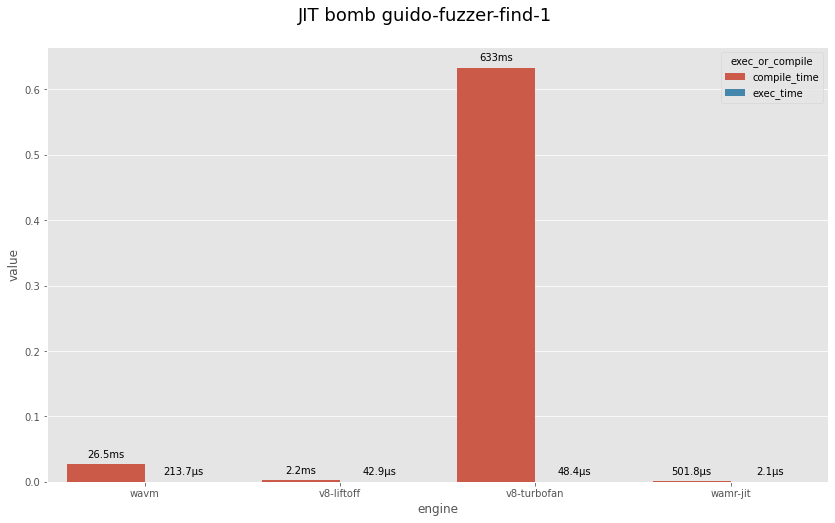 JIT bomb guido-fuzzer-find-1
exec_or_compile
compile_time
exec_time
value
0.6
0.5
0.4
0.3
0.2
0.1
0.0
26.5ms
213.7µs
2.2ms
42.9µs
633ms
48.4µs
501.8µs
2.1µs
wavm
v8-liftoff
v8-turbofan
wamr-jit
engine